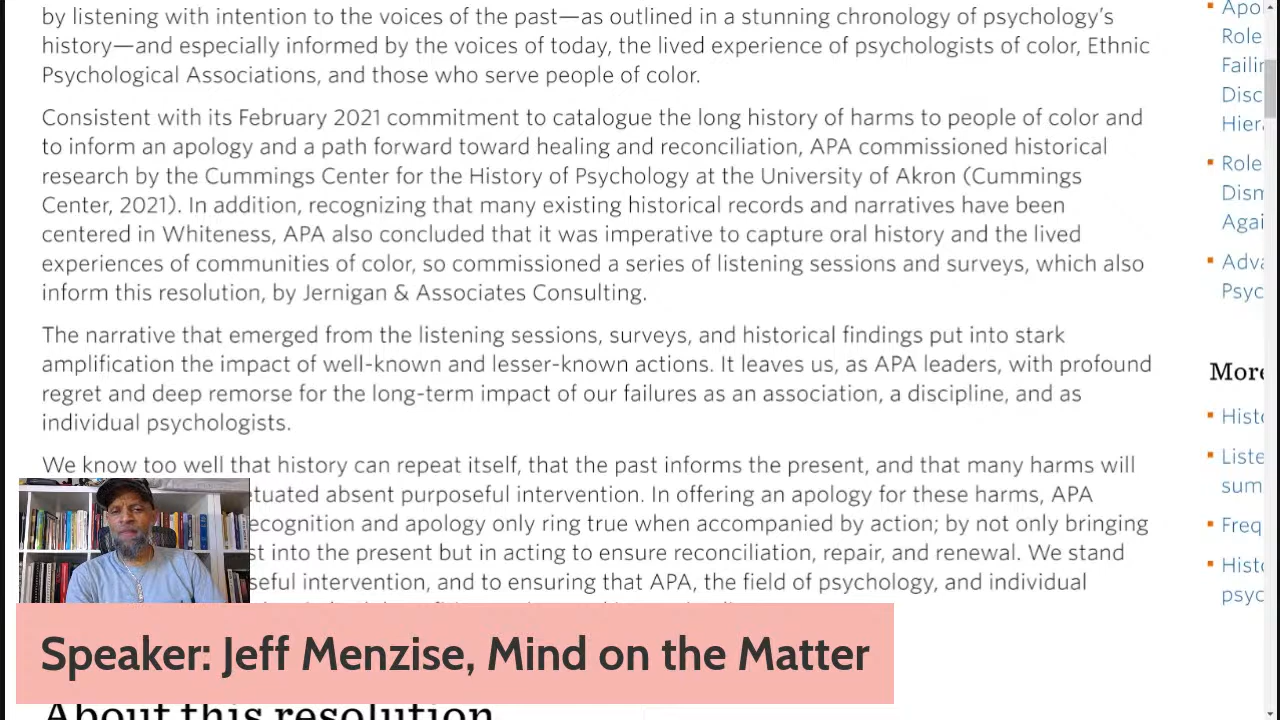 by listening with intention to the voices of the past—as outlined in a stunning chronology of psychology's
history—and especially informed by the voices of today, the lived experience of psychologists of color, Ethnic
Psychological Associations, and those who serve people of color.
Consistent with its February 2021 commitment to catalogue the long history of harms to people of color and
to inform an apology and a path forward toward healing and reconciliation, APA commissioned historical
research by the Cummings Center for the History of Psychology at the University of Akron (Cummings
Center, 2021). In addition, recognizing that many existing historical records and narratives have been
centered in Whiteness, APA also concluded that it was imperative to capture oral history and the lived
experiences of communities of color, so commissioned a series of listening sessions and surveys, which also
inform this resolution, by Jernigan & Associates Consulting.
The narrative that emerged from the listening sessions, surveys, and historical findings put into stark
amplification the impact of well-known and lesser-known actions. It leaves us, as APA leaders, with profound
regret and deep remorse for the long-term impact of our failures as an association, a discipline, and as
individual psychologists.
We know too well that history can repeat itself, that the past informs the present, and that many harms will
etuated absent purposeful intervention. In offering an apology for these harms, APA
ecognition and apology only ring true when accompanied by action; by not only bringing
st into the present but in acting to ensure reconciliation, repair, and renewal. We stand
seful intervention, and to ensuring that APA, the field of psychology, and individual
Speaker: Jeff Menzise, Mind on the Matter
About this resolution
Apo
Role
Failin
Disc
Hier
Role
Dism
Agai
Adva
Psyc
More
Histo
Liste
sum
Freq
Histo
psyc